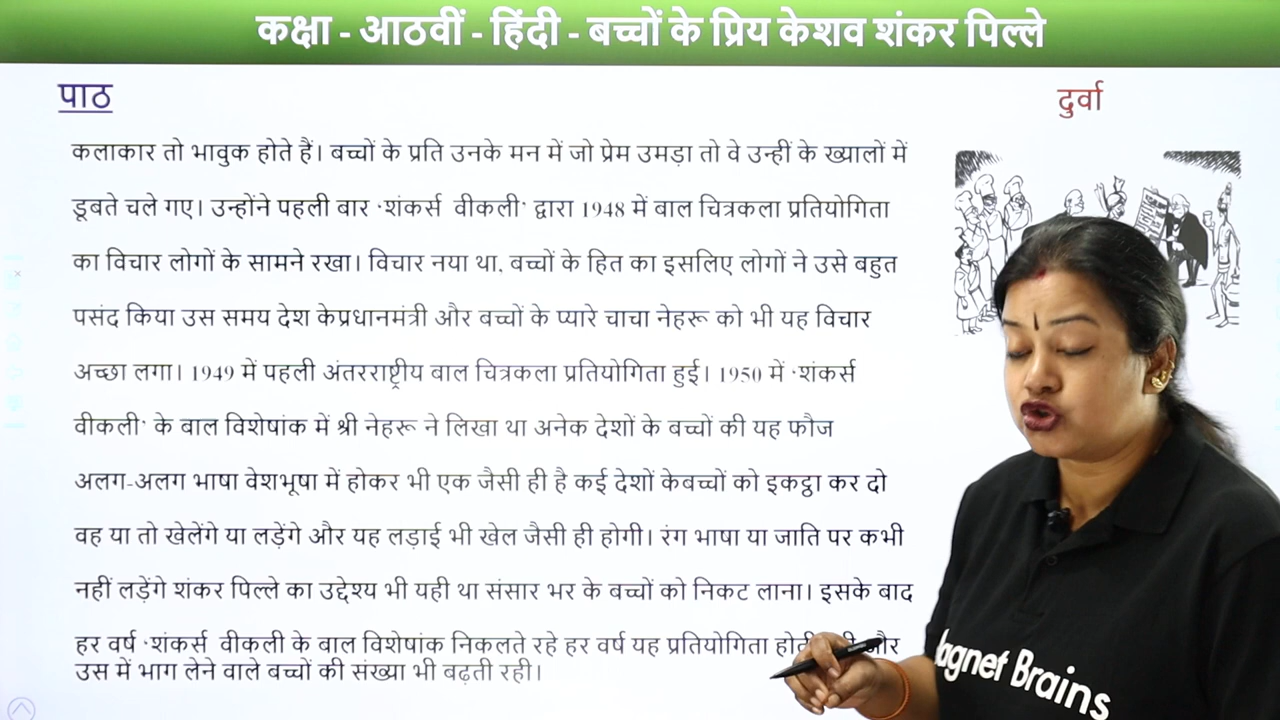 कक्षा - आठवीं - हिंदी - बच्चों के प्रिय केशव शंकर पिल्ले
पाठ
दुर्वा
कलाकार तो भावुक होते हैं। बच्चों के प्रति उनके मन में जो प्रेम उमड़ा तो वे उन्हीं के ख्यालों में
डूबते चले गए। उन्होंने पहली बार 'शंकर्स वीकली' द्वारा 1948 में बाल चित्रकला प्रतियोगिता
का विचार लोगों के सामने रखा। विचार नया था, बच्चों के हित का इसलिए लोगों ने उसे बहुत
पसंद किया उस समय देश केप्रधानमंत्री और बच्चों के प्यारे चाचा नेहरू को भी यह विचार
अच्छा लगा। 1949 में पहली अंतरराष्ट्रीय बाल चित्रकला प्रतियोगिता हुई। 1950 में 'शंकर्स
वीकली' के बाल विशेषांक में श्री नेहरू ने लिखा था अनेक देशों के बच्चों की यह फौज
अलग-अलग भाषा वेशभूषा में होकर भी एक जैसी ही है कई देशों केबच्चों को इकट्ठा कर दो
वह या तो खेलेंगे या लड़ेंगे और यह लड़ाई भी खेल जैसी ही होगी। रंग भाषा या जाति पर कभी
नहीं लड़ेंगे शंकर पिल्ले का उद्देश्य भी यही था संसार भर के बच्चों को निकट लाना। इसके बाद
हर वर्ष 'शंकर्स वीकली के बाल विशेषांक निकलते रहे हर वर्ष यह प्रतियोगिता और
उस में भाग लेने वाले बच्चों की संख्या भी बढ़ती रही।
agnet Brains